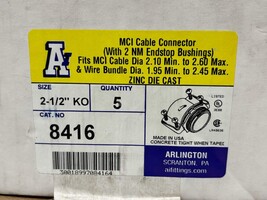 MCI Cable Connector
(With 2 NM Endstop Bushings)
Fits MCI Cable Dia 2.10 Min. to 2.60 Max.
& Wire Bundle Dia. 1.95 Min. to 2.45 Max.
ZINC DIE CAST
SIZE
QUANTITY
2-1/2" KO
5
CAT. NO
8416
LISTED
MADE IN USA
CONCRETE TIGHT WHEN TAPED
ARLINGTON
SCRANTON, PA
aifittings.com